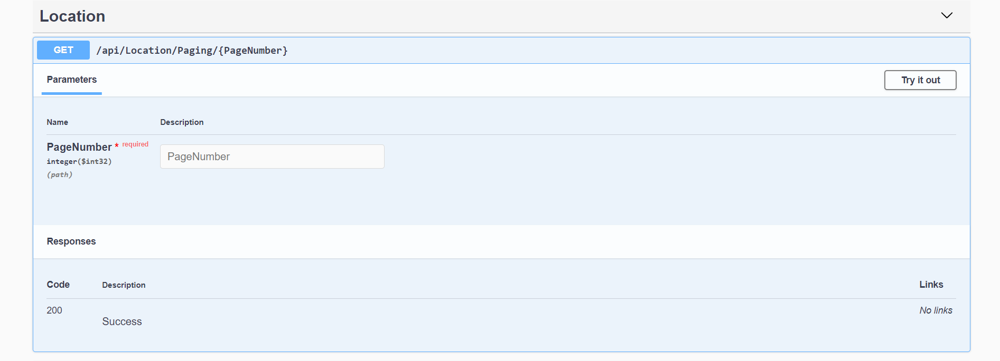 Location
GET /api/Location/Paging/{PageNumber}
Parameters
Try it out
Name Description
PageNumber * required
integer($int32)
(path)
PageNumber
Responses
Code Description Links
200
Success
No links